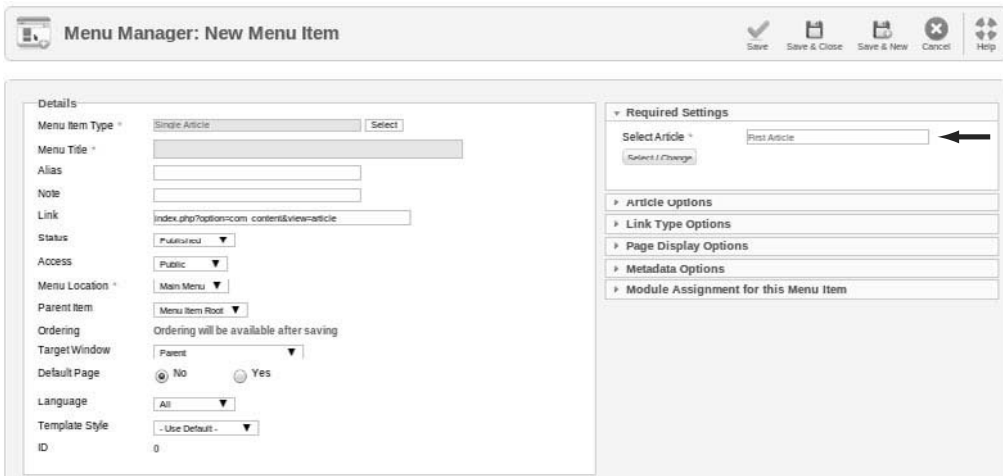 Menu Manager: New Menu Item
Save
Save & Close
Save & New
Cancel
Help
Details
Menu Item Type *
Single Article
Select
Menu Title *
Alias
Note
Link
index.php?option=com_content&view=article
Status
Published
Access
Public
Menu Location *
Main Menu
Parent Item
Menu Item Root
Ordering
Ordering will be available after saving
Target Window
Parent
Default Page
No
Yes
Language
All
Template Style
- Use Default -
ID
0
Required Settings
Select Article *
First Article
Select / Change
Article Options
Link Type Options
Page Display Options
Metadata Options
Module Assignment for this Menu Item